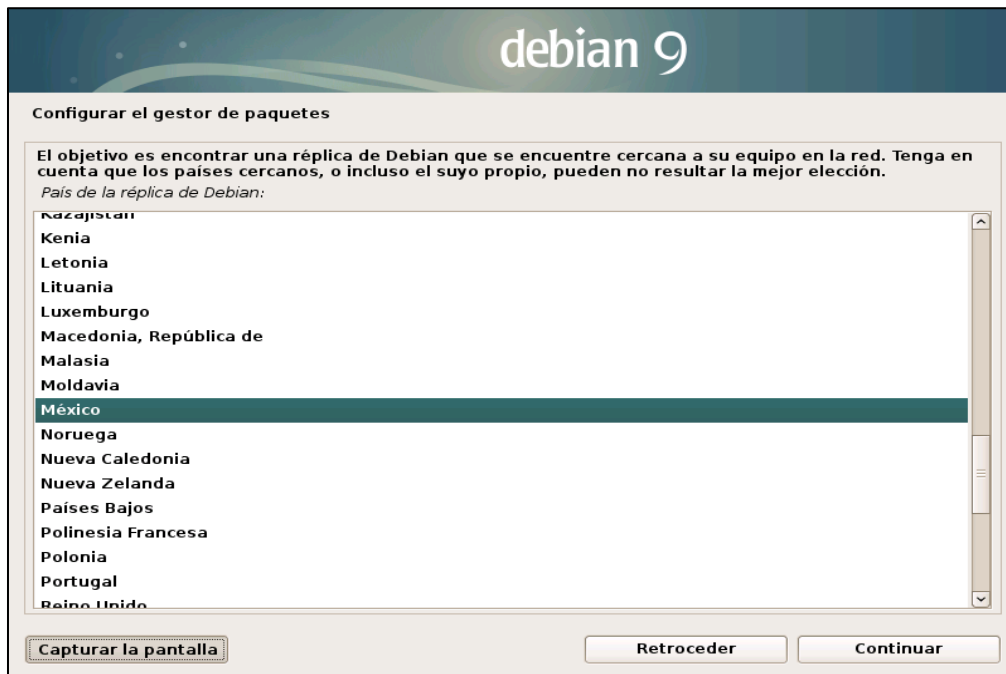 debian 9
Configurar el gestor de paquetes
El objetivo es encontrar una réplica de Debian que se encuentre cercana a su equipo en la red. Tenga en
cuenta que los países cercanos, o incluso el suyo propio, pueden no resultar la mejor elección.
País de la réplica de Debian:
Kazajistán
Kenia
Letonia
Lituania
Luxemburgo
Macedonia, República de
Malasia
Moldavia
México
Noruega
Nueva Caledonia
Nueva Zelanda
Países Bajos
Polinesia Francesa
Polonia
Portugal
Reino Unido
Capturar la pantalla
Retroceder
Continuar